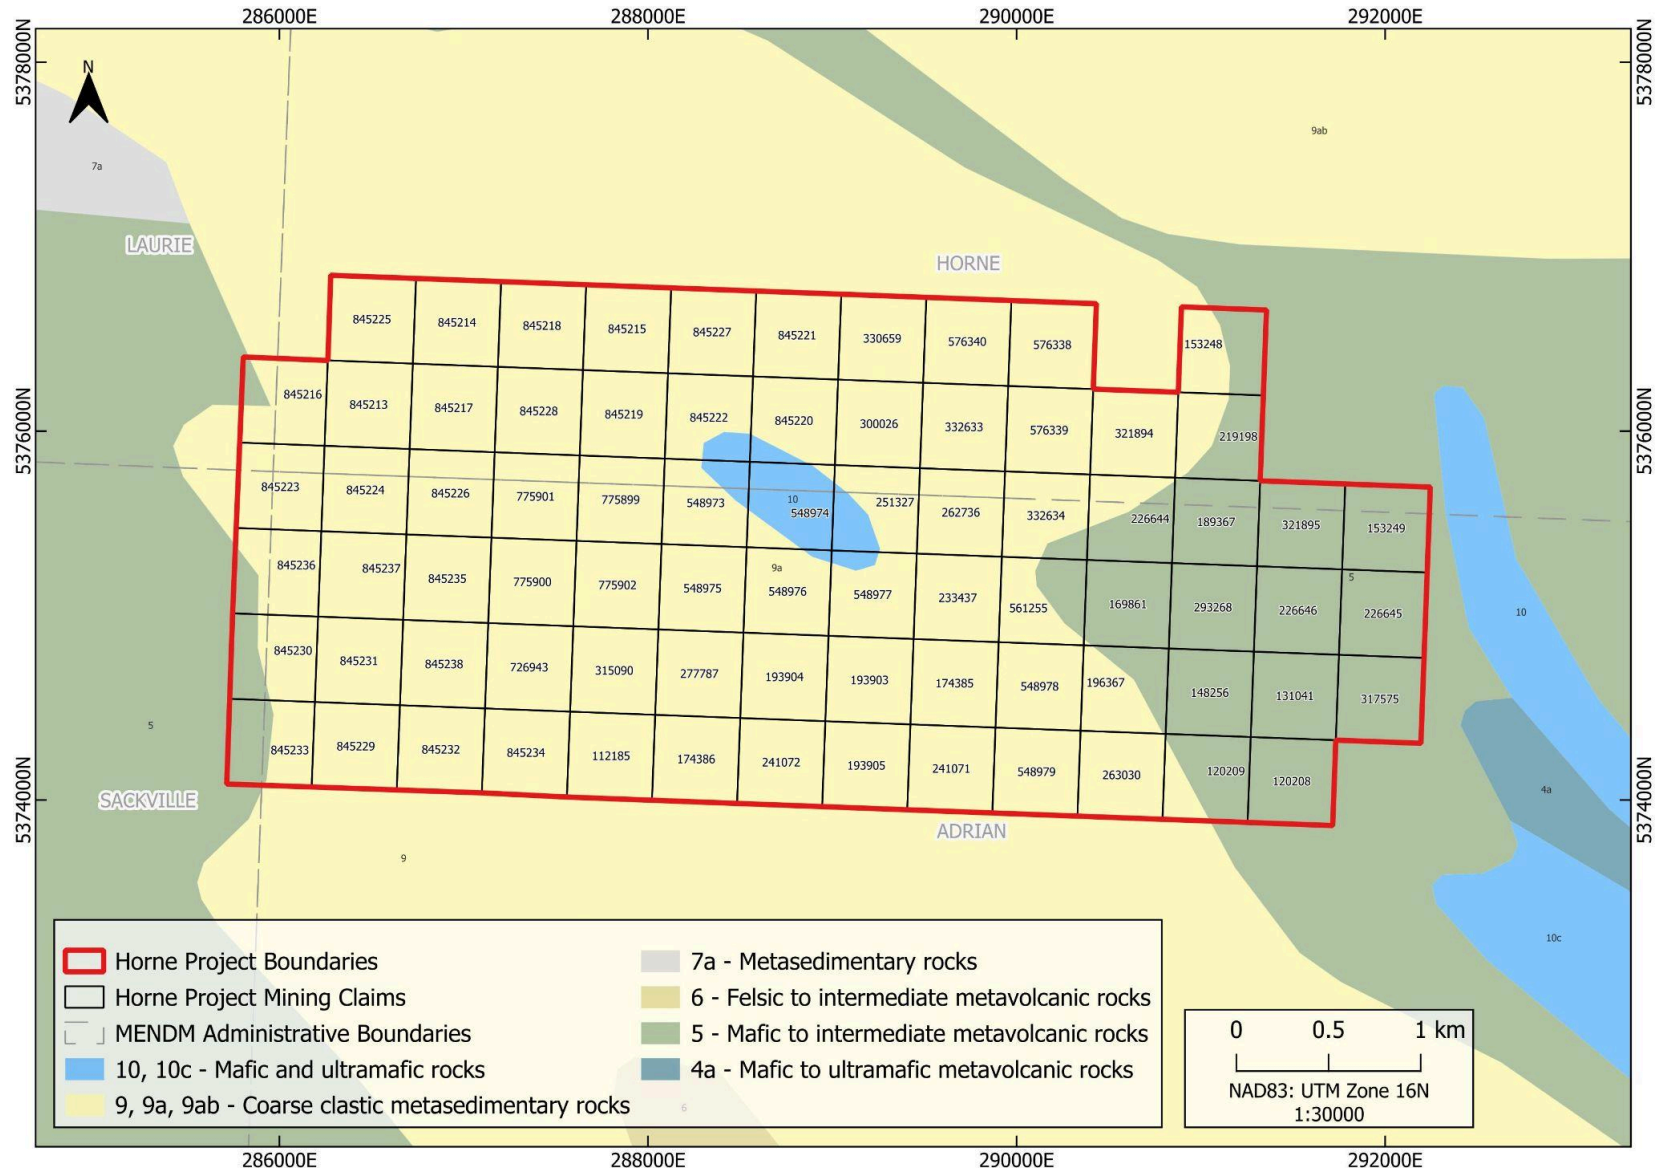 286000E 288000E 290000E 292000E
5378000N 5378000N
N
9ab
7a
LAURIE
HORNE
845225 845214 845218 845215 845227 845221 330659 576340 576338 153248
845216 845213 845217 845228 845219 845222 845220 300026 332633 576339 321894 219198
5376000N 5376000N
845223 845224 845226 775901 775899 548973 10 548974 251327 262736 332634 226644 189367 321895 153249
845236 845237 845235 775900 775902 548975 9a 548976 548977 233437 561255 169861 293268 226646 5 226645
10
845230 845231 845238 726943 315090 277787 193904 193903 174385 548978 196367 148256 131041 317575
5
845233 845229 845232 845234 112185 174386 241072 193905 241071 548979 263030 120209 120208
4a
5374000N 5374000N
SACKVILLE
ADRIAN
9
10c
Horne Project Boundaries
Horne Project Mining Claims
MENDM Administrative Boundaries
10, 10c - Mafic and ultramafic rocks
9, 9a, 9ab - Coarse clastic metasedimentary rocks
7a - Metasedimentary rocks
6 - Felsic to intermediate metavolcanic rocks
5 - Mafic to intermediate metavolcanic rocks
4a - Mafic to ultramafic metavolcanic rocks
6
0 0.5 1 km
NAD83: UTM Zone 16N
1:30000
286000E 288000E 290000E 292000E